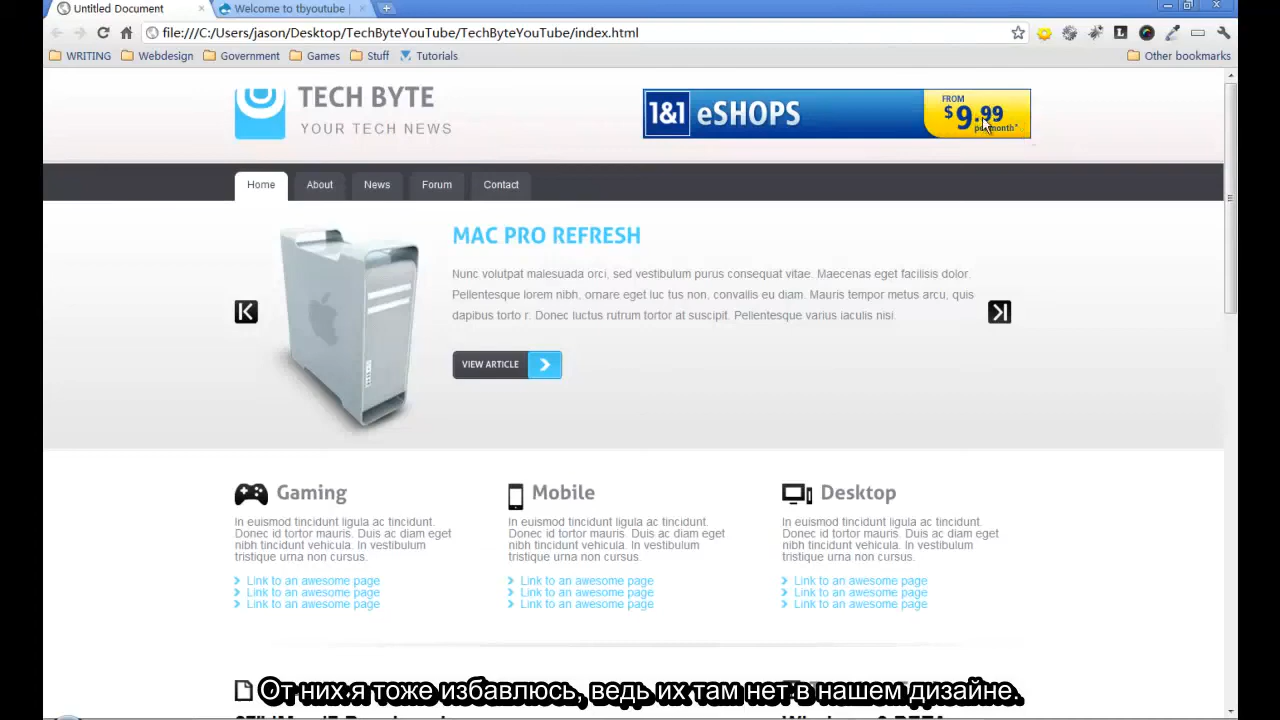 Untitled Document
Welcome to tbyoutube |
file:///C:/Users/jason/Desktop/TechByteYouTube/TechByteYouTube/index.html
WRITING Webdesign Government Games Stuff Tutorials Other bookmarks
TECH BYTE
YOUR TECH NEWS
1&1 eSHOPS
FROM
$9.99
per month*
Home About News Forum Contact
MAC PRO REFRESH
Nunc volutpat malesuada orci, sed vestibulum purus consequat vitae. Maecenas eget facilisis dolor.
Pellentesque lorem nibh, ornare eget luc tus non, convallis eu diam. Mauris tempor metus arcu, quis
dapibus torto r. Donec luctus rutrum tortor at suscipit. Pellentesque varius iaculis nisi.
VIEW ARTICLE
Gaming
In euismod tincidunt ligula ac tincidunt.
Donec id tortor mauris. Duis ac diam eget
nibh tincidunt vehicula. In vestibulum
tristique urna non cursus.
Link to an awesome page
Link to an awesome page
Link to an awesome page
Mobile
In euismod tincidunt ligula ac tincidunt.
Donec id tortor mauris. Duis ac diam eget
nibh tincidunt vehicula. In vestibulum
tristique urna non cursus.
Link to an awesome page
Link to an awesome page
Link to an awesome page
Desktop
In euismod tincidunt ligula ac tincidunt.
Donec id tortor mauris. Duis ac diam eget
nibh tincidunt vehicula. In vestibulum
tristique urna non cursus.
Link to an awesome page
Link to an awesome page
Link to an awesome page
От них я тоже избавлюсь, ведь их там нет в нашем дизайне.